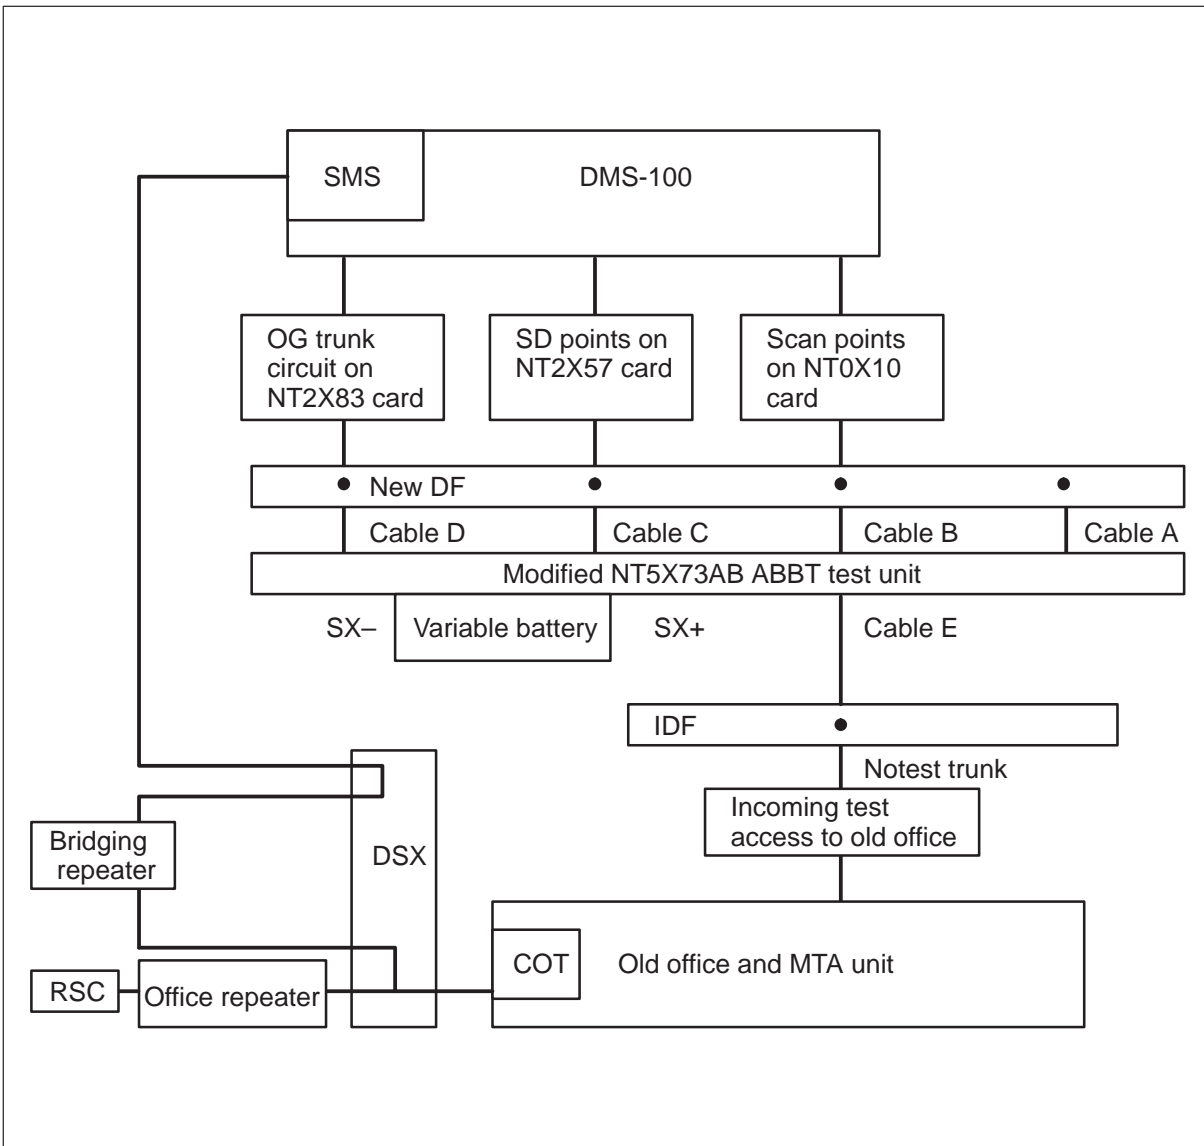 SMS
DMS-100
OG trunk
circuit on
NT2X83 card
SD points on
NT2X57 card
Scan points
on NT0X10
card
New DF
Cable D
Cable C
Cable B
Cable A
Modified NT5X73AB ABBT test unit
SX–
Variable battery
SX+
Cable E
IDF
Notest trunk
Incoming test
access to old office
Bridging
repeater
DSX
COT
Old office and MTA unit
RSC
Office repeater